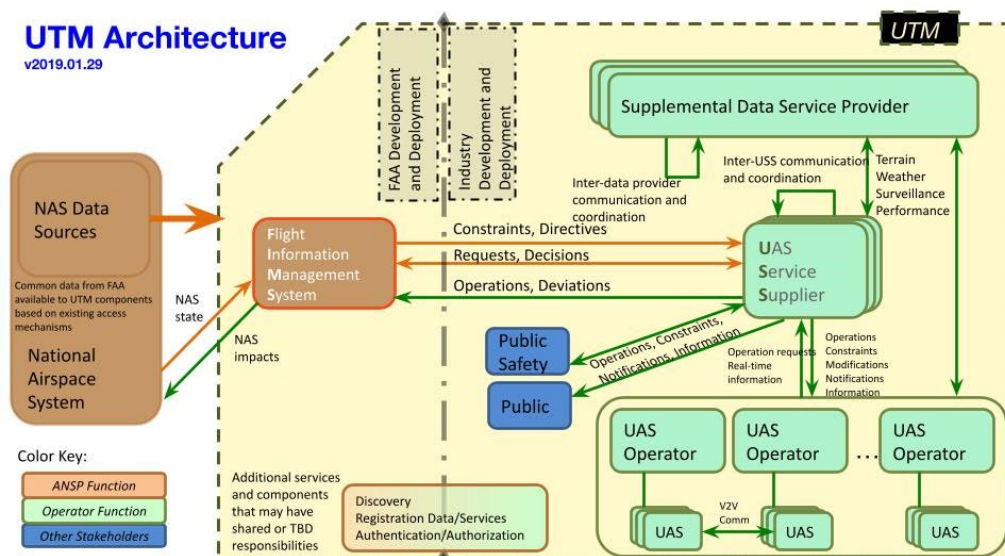 UTM Architecture
v2019.01.29
UTM
FAA Development
and Deployment
Industry
Development and
Deployment
Supplemental Data Service Provider
Inter-data provider
communication and
coordination
Inter-USS communication
and coordination
Terrain
Weather
Surveillance
Performance
NAS Data
Sources
Common data from FAA
available to UTM components
based on existing access
mechanisms
National
Airspace
System
NAS
state
NAS
impacts
Flight
Information
Management
System
Constraints, Directives
Requests, Decisions
Operations, Deviations
UAS
Service
Supplier
Public
Safety
Public
Operations, Constraints,
Notifications, Information
Operation requests
Real-time
information
Operations
Constraints
Modifications
Notifications
Information
UAS
Operator
UAS
Operator
...
UAS
Operator
UAS
V2V
Comm
UAS
UAS
Color Key:
ANSP Function
Operator Function
Other Stakeholders
Additional services
and components
that may have
shared or TBD
responsibilities
Discovery
Registration Data/Services
Authentication/Authorization